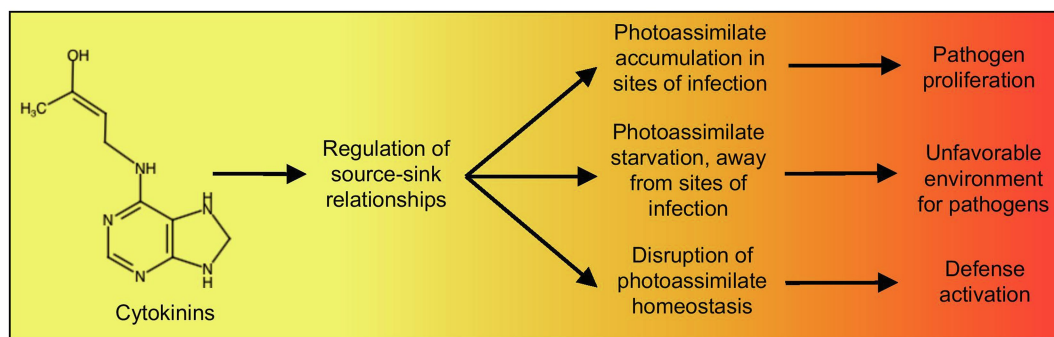 OH
H₃C
NH
N
N
H
N
N
H
Cytokinins
Regulation of
source-sink
relationships
Photoassimilate
accumulation in
sites of infection
Pathogen
proliferation
Photoassimilate
starvation, away
from sites of
infection
Unfavorable
environment
for pathogens
Disruption of
photoassimilate
homeostasis
Defense
activation